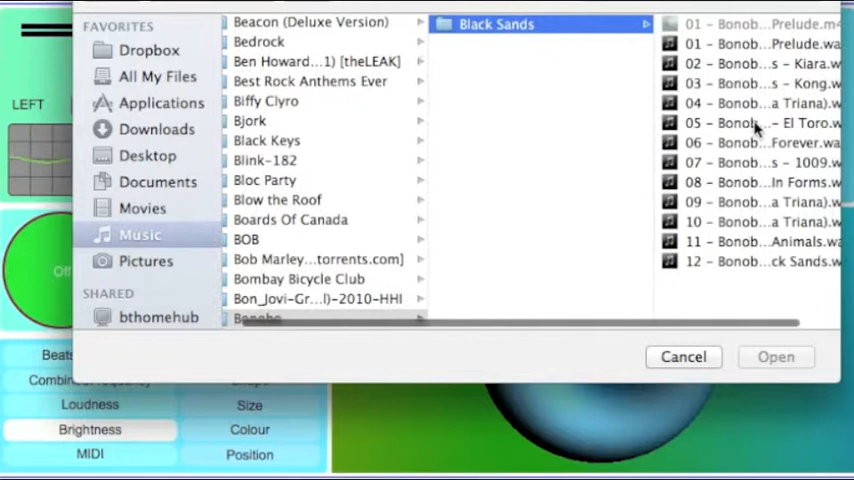 FAVORITES
Dropbox
All My Files
Applications
Downloads
Desktop
Documents
Movies
Music
Pictures
SHARED
bthomehub
Beacon (Deluxe Version)
Bedrock
Ben Howard...1) [theLEAK]
Best Rock Anthems Ever
Biffy Clyro
Bjork
Black Keys
Blink-182
Bloc Party
Blow the Roof
Boards Of Canada
BOB
Bob Marley...torrents.com]
Bombay Bicycle Club
Bon_Jovi-Gr...l)-2010-HHI
Bonobo
Black Sands
01 - Bonob...Prelude.m4
01 - Bonob...Prelude.w
02 - Bonob...s - Kiara.w
03 - Bonob...s - Kong.w
04 - Bonob...a Triana).w
05 - Bonob...- El Toro.w
06 - Bonob...Forever.wa
07 - Bonob...s - 1009.w
08 - Bonob...In Forms.w
09 - Bonob...a Triana).w
10 - Bonob...a Triana).w
11 - Bonob...Animals.wa
12 - Bonob...ck Sands.w
Cancel
Open
LEFT
Off
Beats
Loudness
Size
Brightness
Colour
MIDI
Position